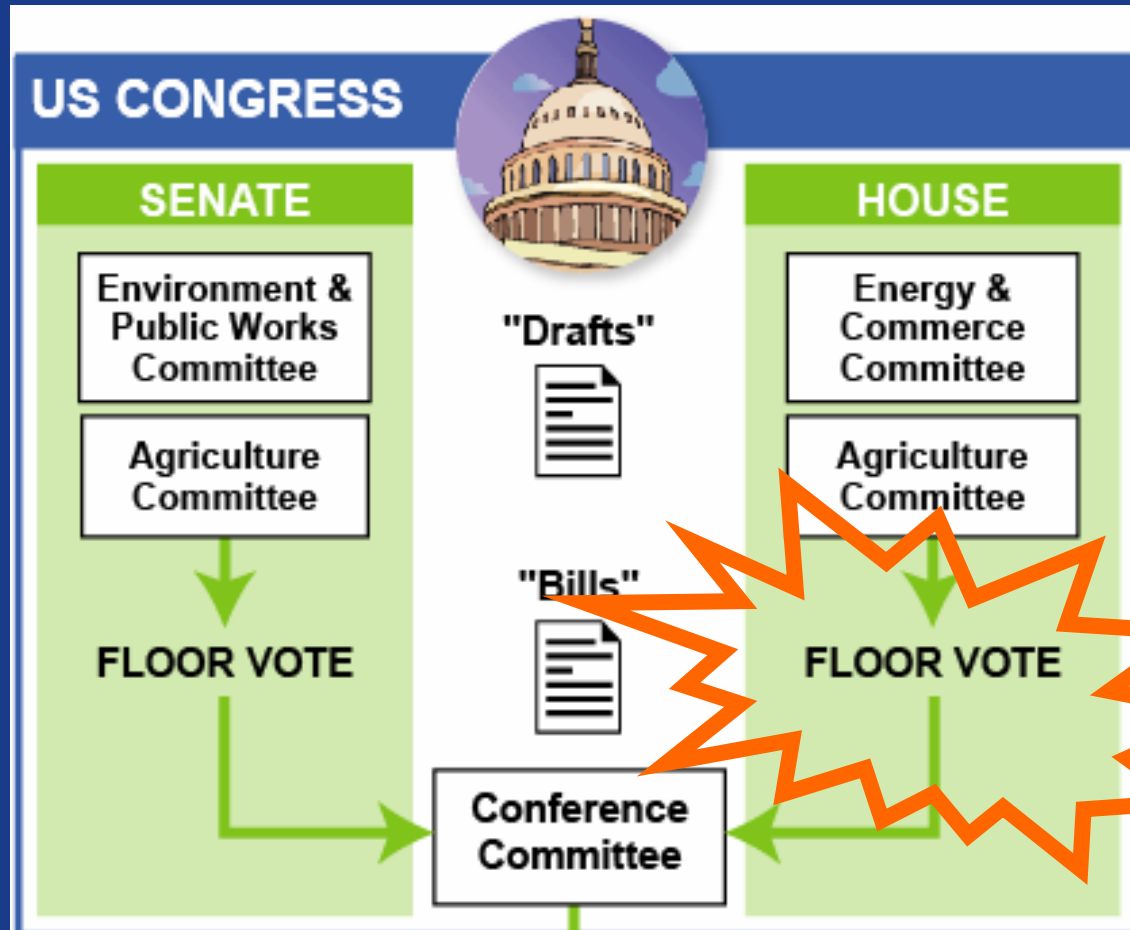 US CONGRESS
SENATE
Environment &
Public Works
Committee
Agriculture
Committee
FLOOR VOTE
"Drafts"
"Bills"
HOUSE
Energy &
Commerce
Committee
Agriculture
Committee
FLOOR VOTE
Conference
Committee